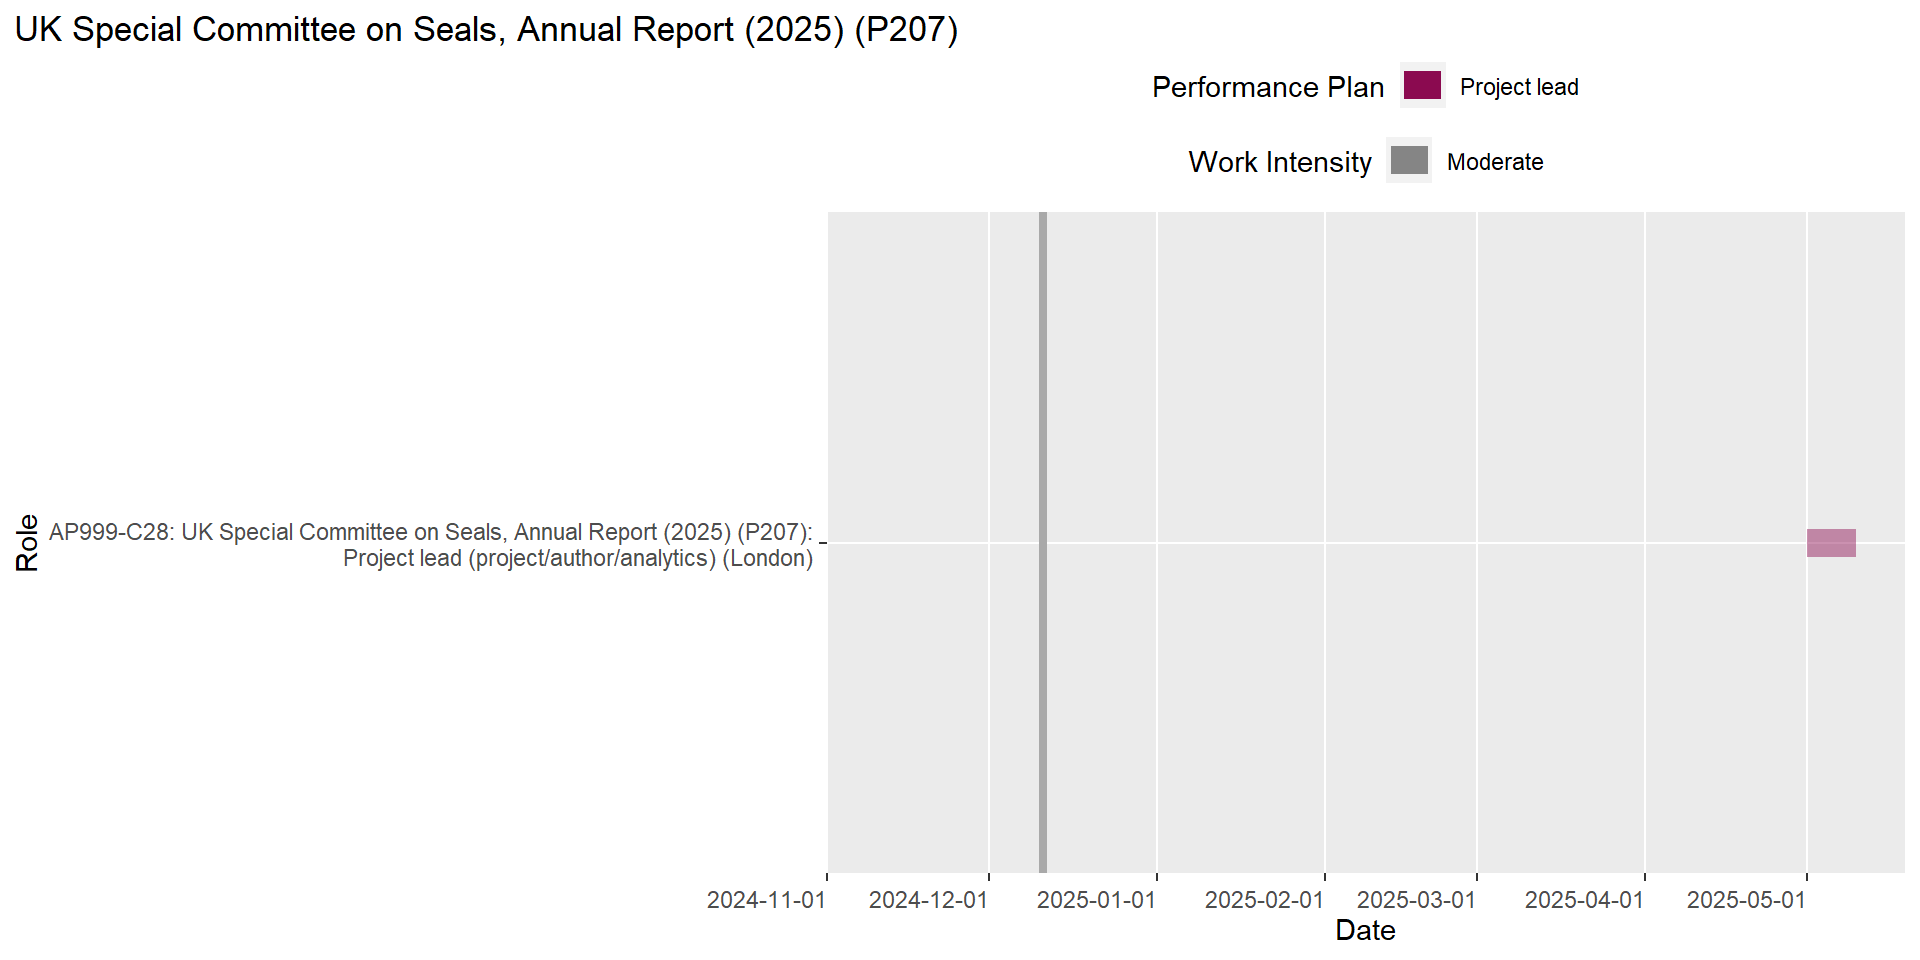 UK Special Committee on Seals, Annual Report (2025) (P207)
Performance Plan
Project lead
Work Intensity
Moderate
Role
AP999-C28: UK Special Committee on Seals, Annual Report (2025) (P207):
Project lead (project/author/analytics) (London)
2024-11-01
2024-12-01
2025-01-01
2025-02-01
2025-03-01
2025-04-01
2025-05-01
Date